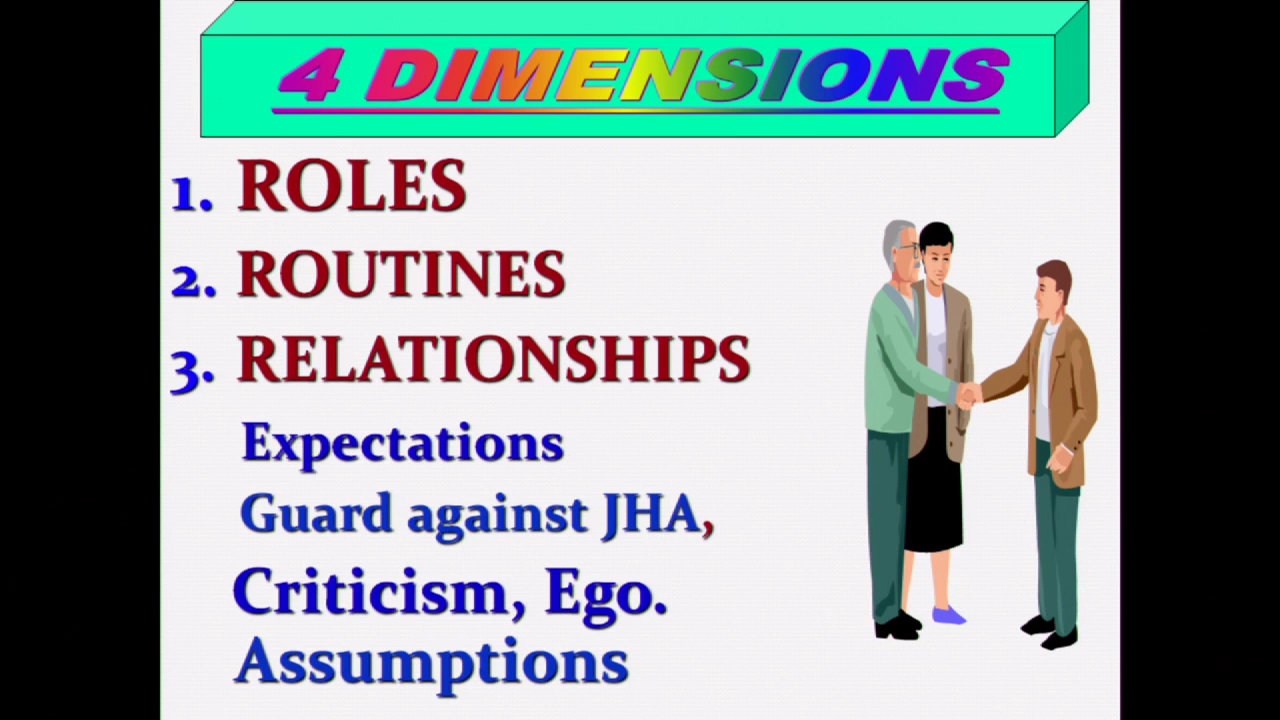 4 DIMENSIONS
1. ROLES
2. ROUTINES
3. RELATIONSHIPS
Expectations
Guard against JHA,
Criticism, Ego.
Assumptions